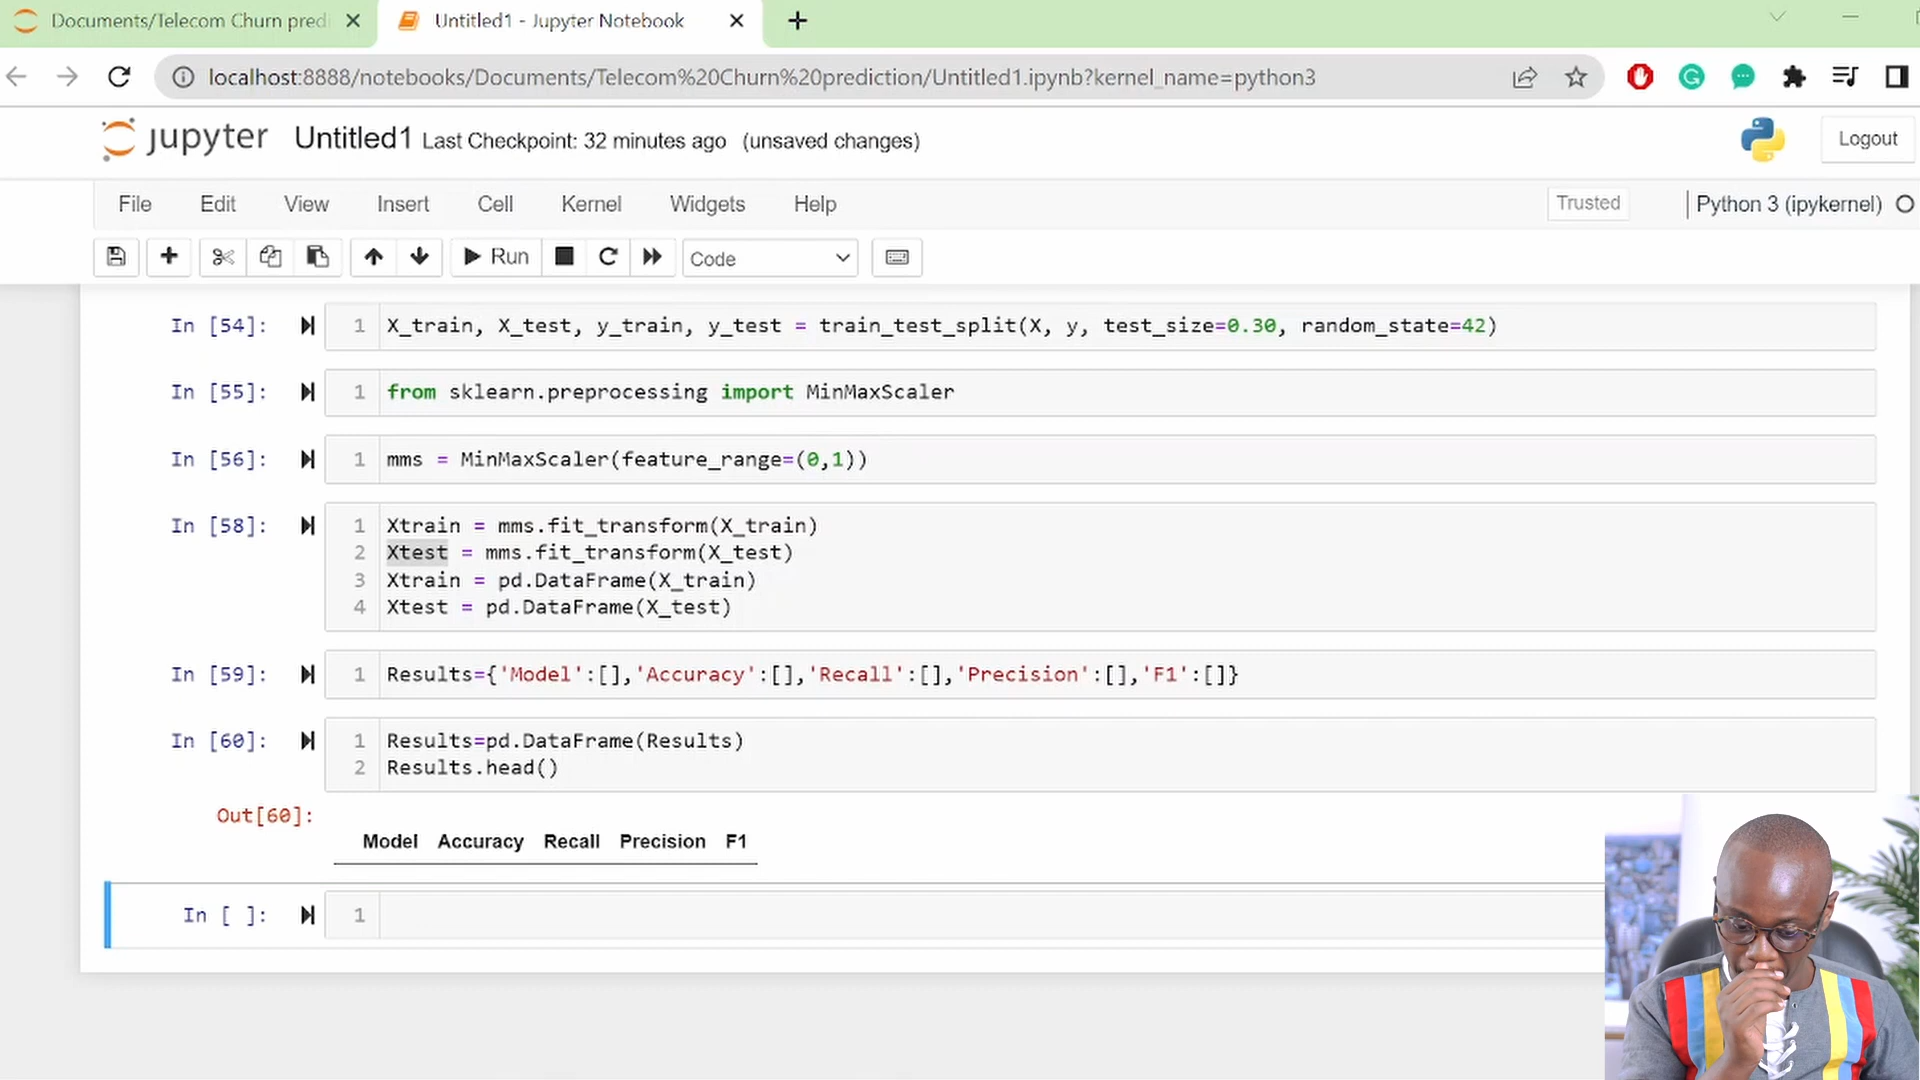 Documents/Telecom Churn predi
Untitled1 - Jupyter Notebook
localhost:8888/notebooks/Documents/Telecom%20Churn%20prediction/Untitled1.ipynb?kernel_name=python3
jupyter Untitled1 Last Checkpoint: 32 minutes ago (unsaved changes)
Logout
File Edit View Insert Cell Kernel Widgets Help
Trusted
Python 3 (ipykernel)
Run
Code
In [54]: 1 X_train, X_test, y_train, y_test = train_test_split(X, y, test_size=0.30, random_state=42)
In [55]: 1 from sklearn.preprocessing import MinMaxScaler
In [56]: 1 mms = MinMaxScaler(feature_range=(0,1))
In [58]: 1 Xtrain = mms.fit_transform(X_train)
2 Xtest = mms.fit_transform(X_test)
3 Xtrain = pd.DataFrame(X_train)
4 Xtest = pd.DataFrame(X_test)
In [59]: 1 Results={'Model':[],'Accuracy':[],'Recall':[],'Precision':[],'F1':[]}
In [60]: 1 Results=pd.DataFrame(Results)
2 Results.head()
Out[60]:
Model Accuracy Recall Precision F1
In [ ]: 1